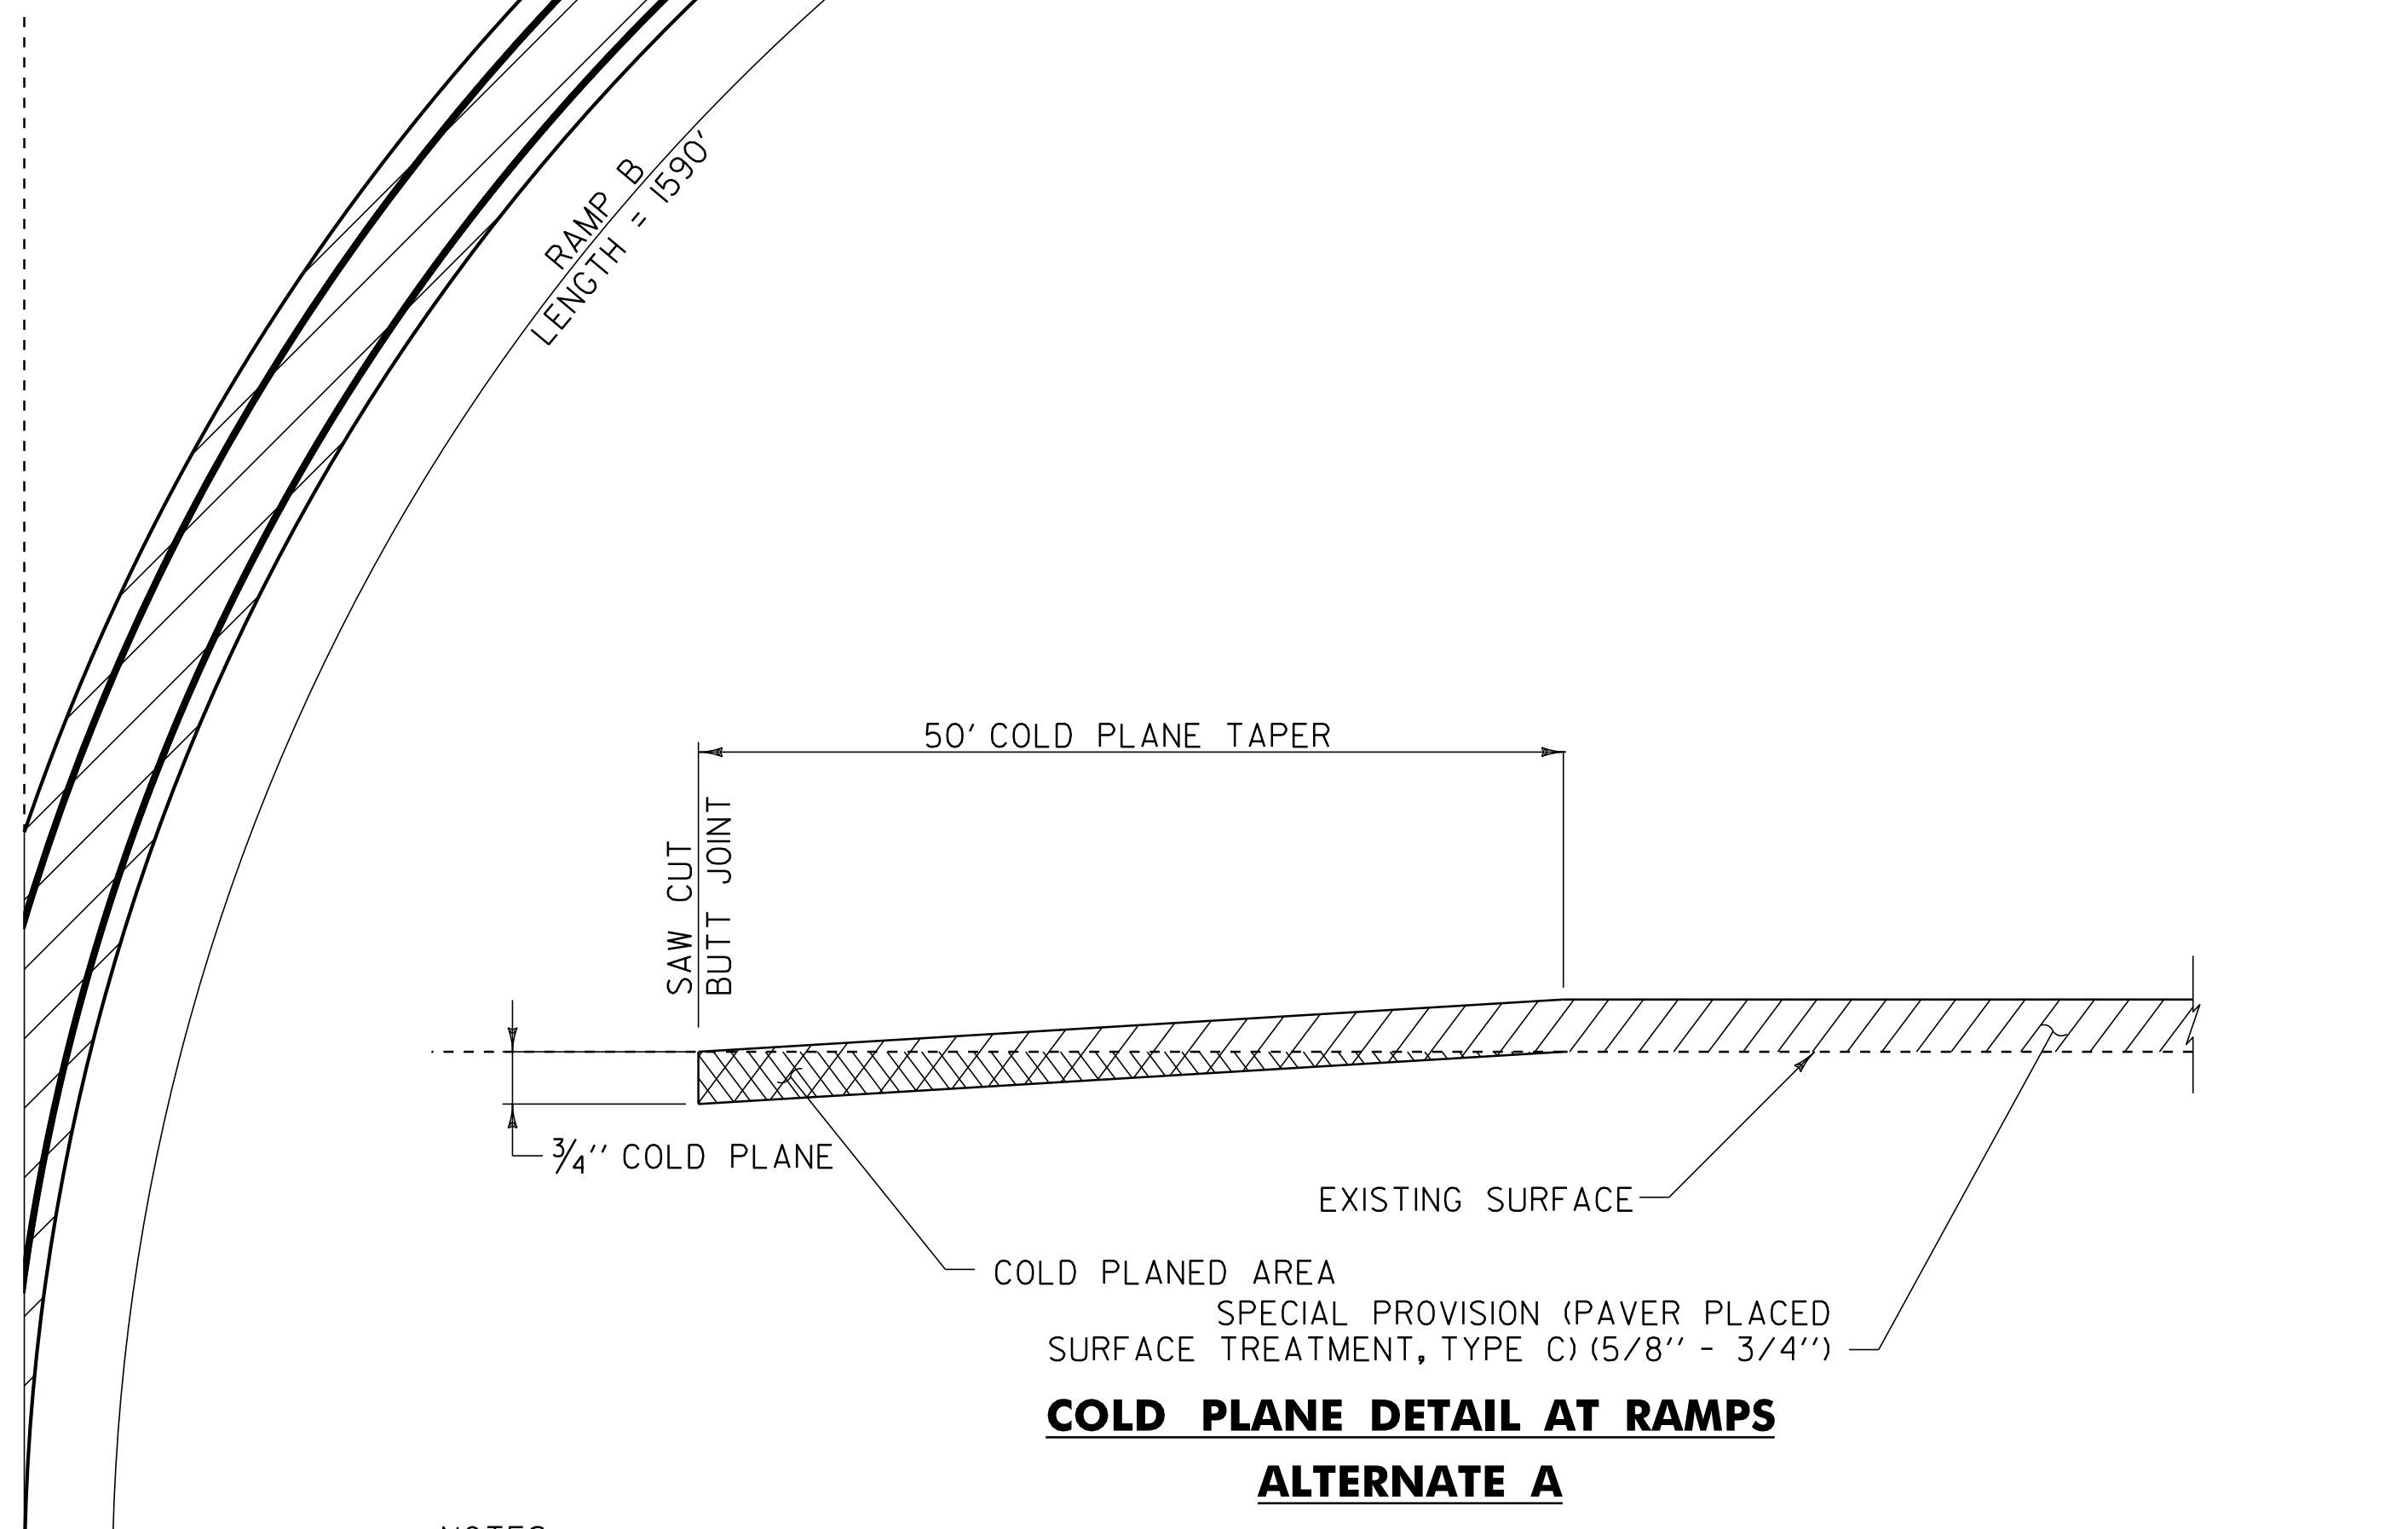 RAMP B
LENGTH = 1590'
50' COLD PLANE TAPER
SAW CUT
BUTT JOINT
3/4'' COLD PLANE
EXISTING SURFACE
COLD PLANED AREA
SPECIAL PROVISION (PAVER PLACED
SURFACE TREATMENT, TYPE C) (5/8'' - 3/4'')
COLD PLANE DETAIL AT RAMPS
ALTERNATE A